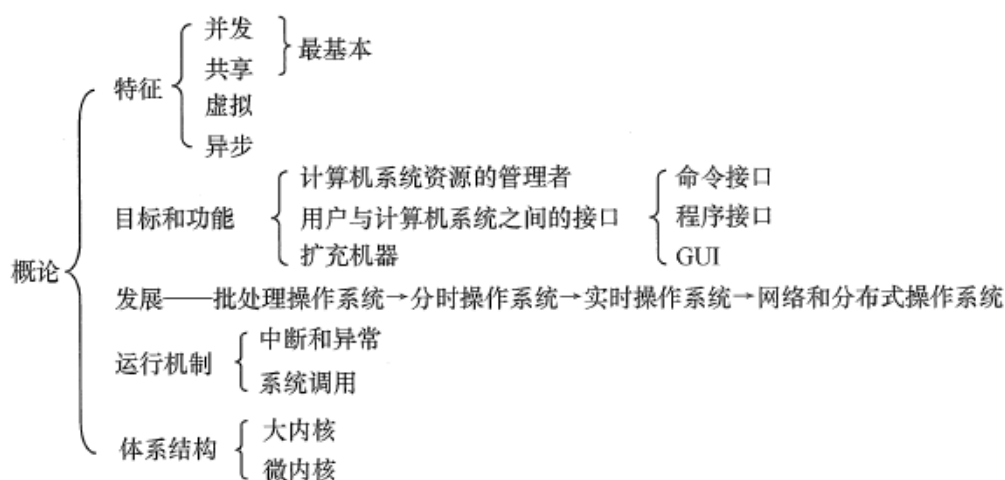 概论
特征
并发
共享
最基本
虚拟
异步
目标和功能
计算机系统资源的管理者
用户与计算机系统之间的接口
命令接口
程序接口
GUI
扩充机器
发展——批处理操作系统→分时操作系统→实时操作系统→网络和分布式操作系统
运行机制
中断和异常
系统调用
体系结构
大内核
微内核